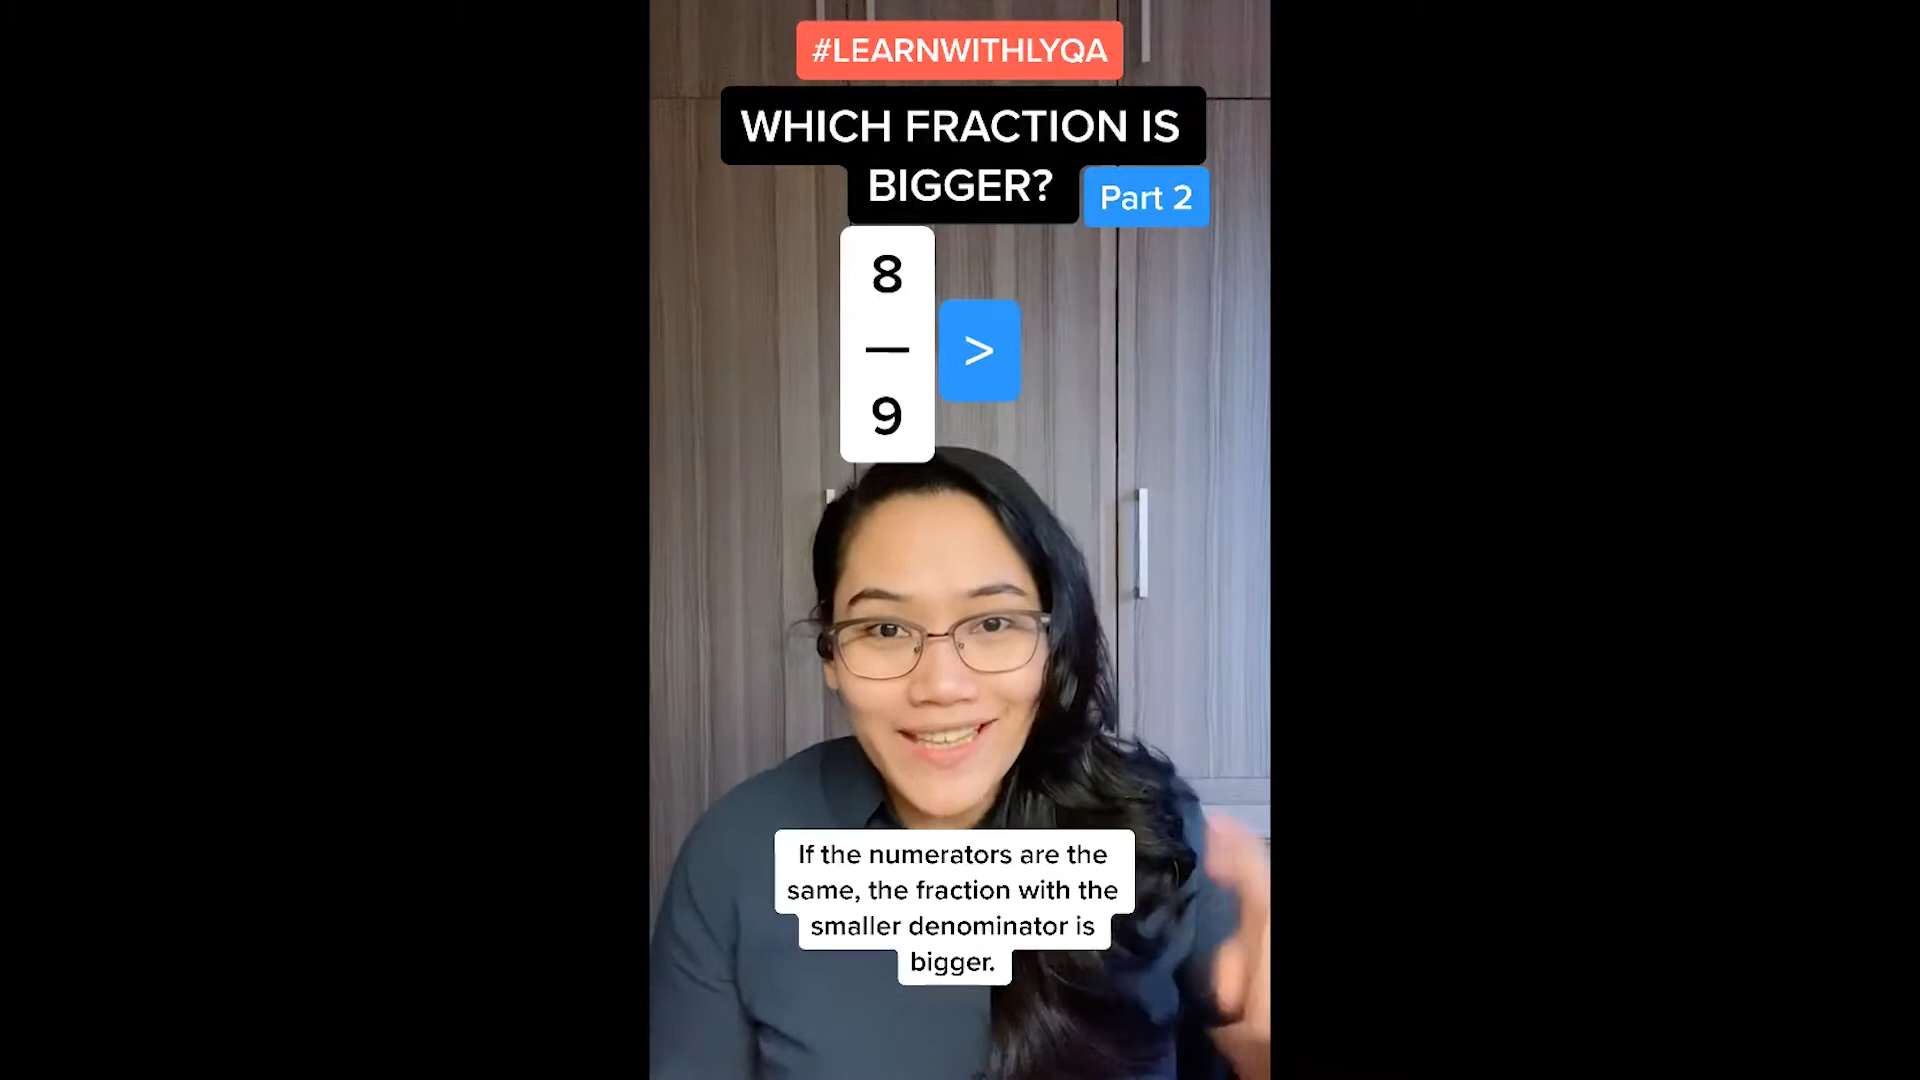 #LEARNWITHLYQA
WHICH FRACTION IS
BIGGER?
Part 2
8
—
9
>
If the numerators are the
same, the fraction with the
smaller denominator is
bigger.